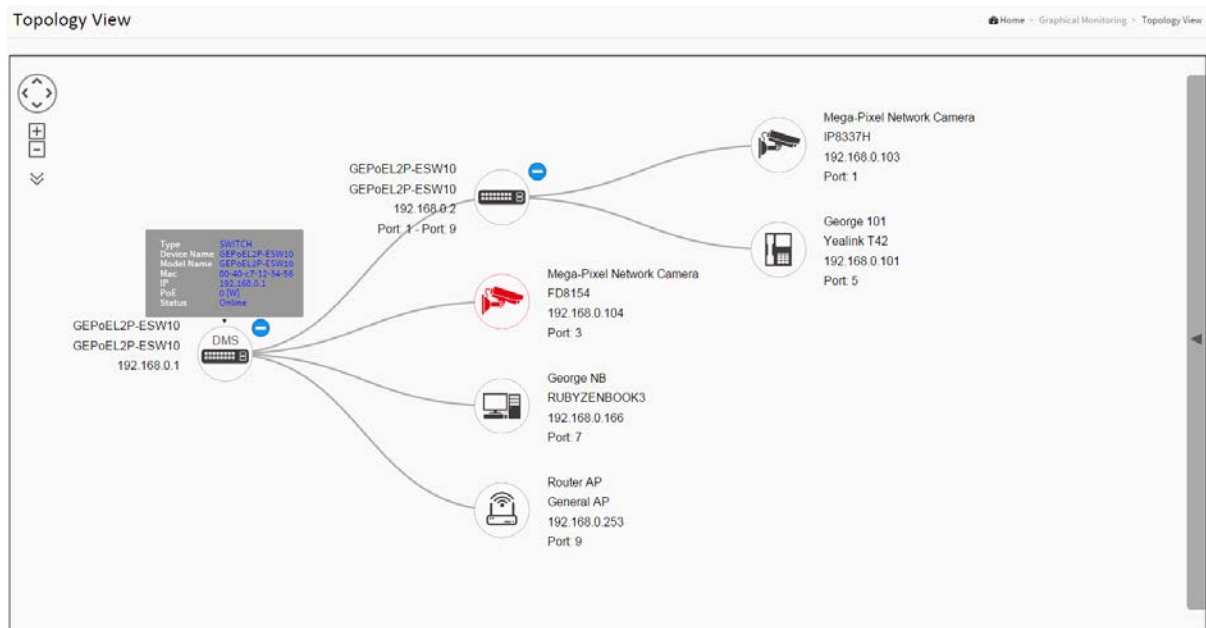 Topology View
Home > Graphical Monitoring > Topology View
Mega-Pixel Network Camera
IP8337H
192.168.0.103
Port: 1
GEPoEL2P-ESW10
GEPoEL2P-ESW10
192.168.0.2
Port: 1 - Port: 9
George 101
Yealink T42
192.168.0.101
Port: 5
Type SWITCH
Device Name GEPoEL2P-ESW10
Model Name GEPoEL2P-ESW10
Mac 00-40-c7-12-34-56
IP 192.168.0.1
PoE 0 [W]
Status Online
Mega-Pixel Network Camera
FD8154
192.168.0.104
Port: 3
GEPoEL2P-ESW10
GEPoEL2P-ESW10
192.168.0.1
DMS
George NB
RUBYZENBOOK3
192.168.0.166
Port: 7
Router AP
General AP
192.168.0.253
Port: 9